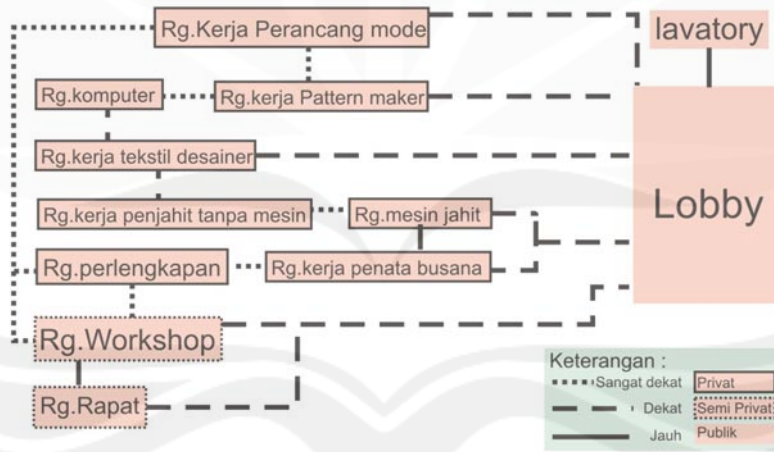 Rg.Kerja Perancang mode
lavatory
Rg.komputer
Rg.kerja Pattern maker
Rg.kerja tekstil desainer
Lobby
Rg.kerja penjahit tanpa mesin
Rg.mesin jahit
Rg.perlengkapan
Rg.kerja penata busana
Rg.Workshop
Rg.Rapat
Keterangan :
Sangat dekat
Privat
Dekat
Semi Privat
Jauh
Publik